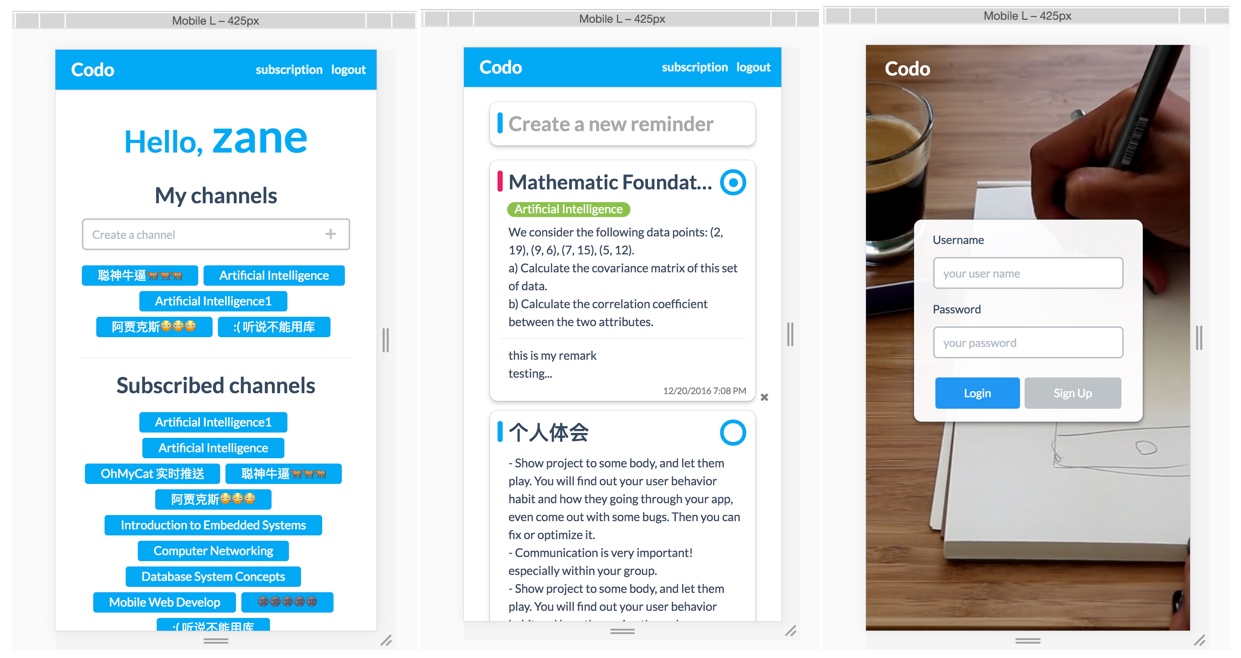 Mobile L – 425px
Codo
subscription logout
Hello, zane
My channels
Create a channel
聪神牛逼🐂🐂🐂 Artificial Intelligence
Artificial Intelligence1
阿贾克斯😳😳😳 :( 听说不能用库
Subscribed channels
Artificial Intelligence1
Artificial Intelligence
OhMyCat 实时推送 聪神牛逼🐂🐂🐂
阿贾克斯😳😳😳
Introduction to Embedded Systems
Computer Networking
Database System Concepts
Mobile Web Develop 🌚🌚🌚🌚🌚
:( 听说不能用库
Mobile L – 425px
Codo
subscription logout
Create a new reminder
Mathematic Foundat...
Artificial Intelligence
We consider the following data points: (2,
19), (9, 6), (7, 15), (5, 12).
a) Calculate the covariance matrix of this set
of data.
b) Calculate the correlation coefficient
between the two attributes.
this is my remark
testing...
12/20/2016 7:08 PM
个人体会
- Show project to some body, and let them
play. You will find out your user behavior
habit and how they going through your app,
even come out with some bugs. Then you can
fix or optimize it.
- Communication is very important!
especially within your group.
- Show project to some body, and let them
play. You will find out your user behavior
Mobile L – 425px
Codo
Username
your user name
Password
your password
Login Sign Up